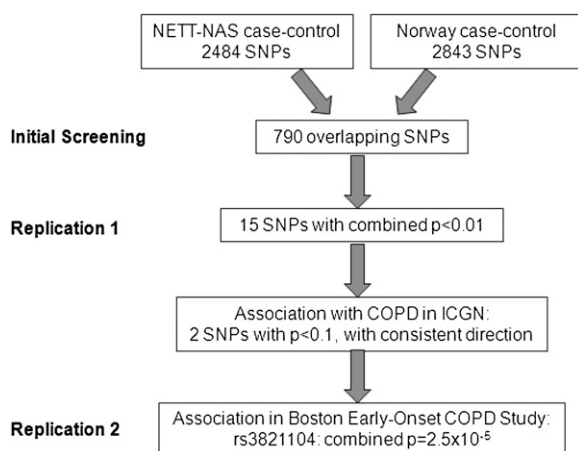 NETT-NAS case-control
2484 SNPs
Norway case-control
2843 SNPs
Initial Screening
790 overlapping SNPs
Replication 1
15 SNPs with combined p<0.01
Association with COPD in ICGN:
2 SNPs with p<0.1, with consistent direction
Replication 2
Association in Boston Early-Onset COPD Study:
rs3821104: combined p=2.5x10⁻⁵